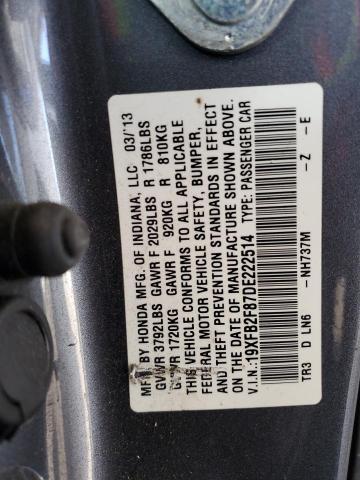 MFD BY HONDA MFG. OF INDIANA, LLC 03/'13
GVWR 3792LBS GAWR F 2029LBS R 1786LBS
GVWR 1720KG GAWR F 920KG R 810KG
THIS VEHICLE CONFORMS TO ALL APPLICABLE
FEDERAL MOTOR VEHICLE SAFETY, BUMPER,
AND THEFT PREVENTION STANDARDS IN EFFECT
ON THE DATE OF MANUFACTURE SHOWN ABOVE.
V.I.N.:19XFB2F87DE222514 TYPE: PASSENGER CAR
TR3 D LN6 -NH737M -Z -E